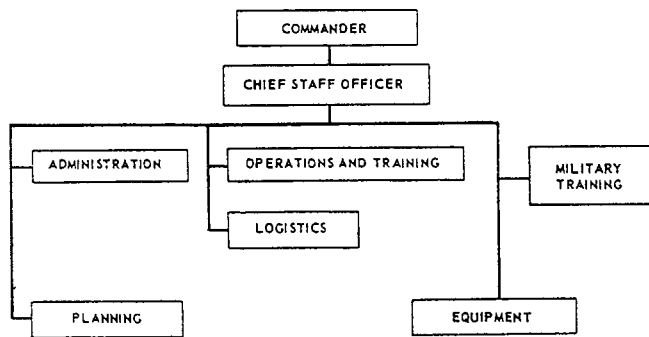 COMMANDER
CHIEF STAFF OFFICER
ADMINISTRATION
OPERATIONS AND TRAINING
MILITARY
TRAINING
LOGISTICS
PLANNING
EQUIPMENT